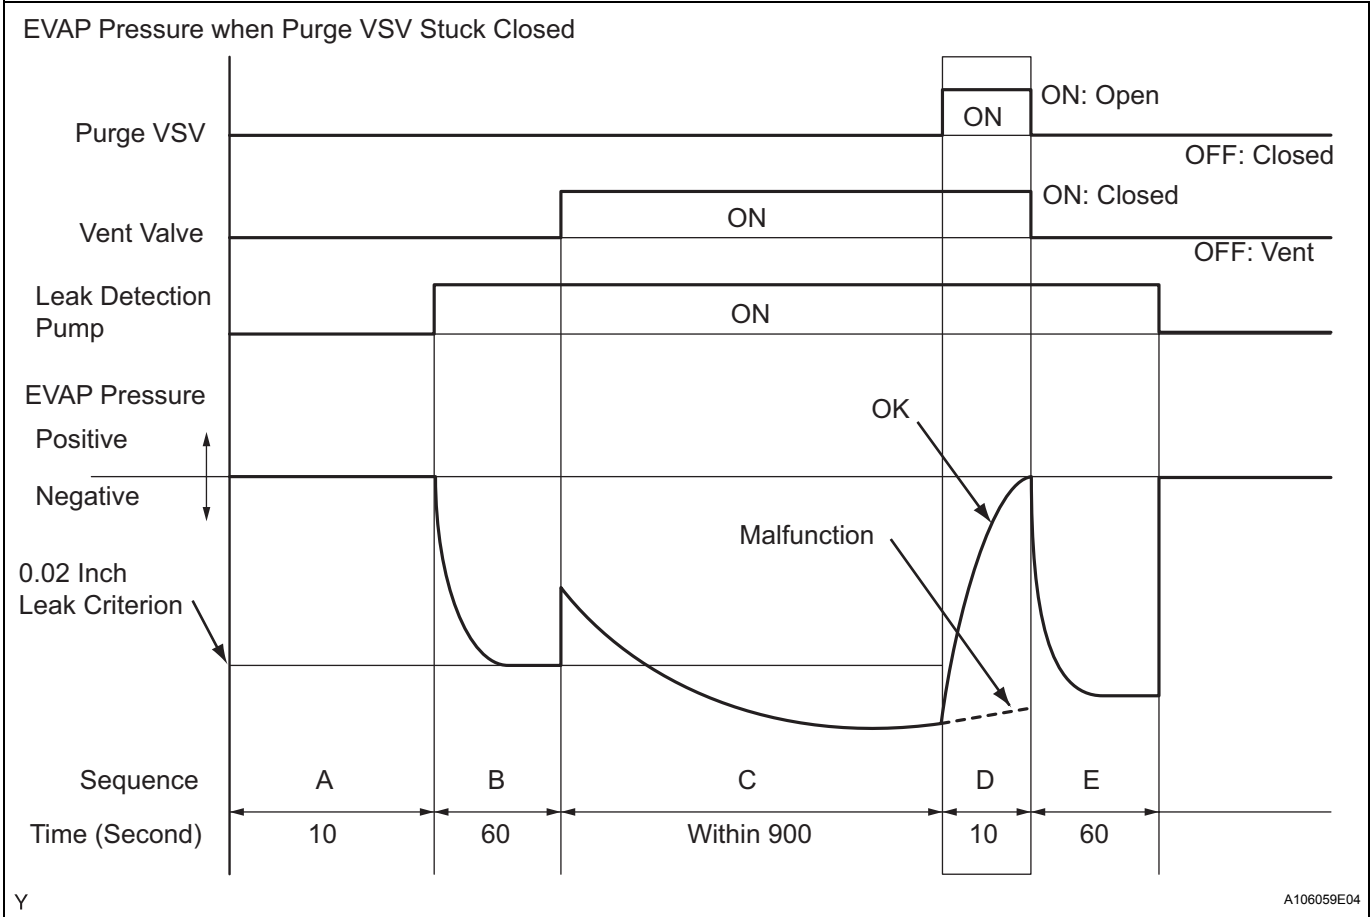 EVAP Pressure when Purge VSV Stuck Closed
ON: Open
ON
Purge VSV
OFF: Closed
ON: Closed
ON
Vent Valve
OFF: Vent
Leak Detection
Pump
ON
EVAP Pressure
OK
Positive
Negative
Malfunction
0.02 Inch
Leak Criterion
Sequence A B C D E
Time (Second) 10 60 Within 900 10 60
Y
A106059E04